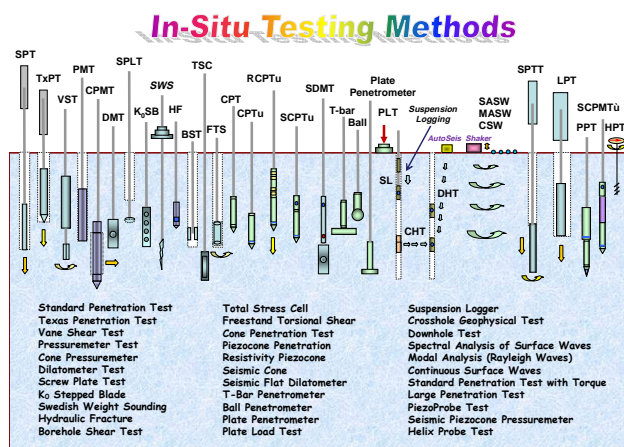 In-Situ Testing Methods
SPT
TxPT
VST
PMT
CPMT
DMT
SPLT
K0SB
SWS
HF
BST
TSC
FTS
CPT
CPTu
RCPTu
SCPTu
SDMT
T-bar
Ball
Plate
Penetrometer
PLT
Suspension
Logging
SL
CHT
DHT
AutoSeis
Shaker
SASW
MASW
CSW
SPTT
LPT
PPT
SCPMTù
HPT
Standard Penetration Test
Texas Penetration Test
Vane Shear Test
Pressuremeter Test
Cone Pressuremeter
Dilatometer Test
Screw Plate Test
K0 Stepped Blade
Swedish Weight Sounding
Hydraulic Fracture
Borehole Shear Test
Total Stress Cell
Freestand Torsional Shear
Cone Penetration Test
Piezocone Penetration
Resistivity Piezocone
Seismic Cone
Seismic Flat Dilatometer
T-Bar Penetrometer
Ball Penetrometer
Plate Penetrometer
Plate Load Test
Suspension Logger
Crosshole Geophysical Test
Downhole Test
Spectral Analysis of Surface Waves
Modal Analysis (Rayleigh Waves)
Continuous Surface Waves
Standard Penetration Test with Torque
Large Penetration Test
PiezoProbe Test
Seismic Piezocone Pressuremeter
Helix Probe Test